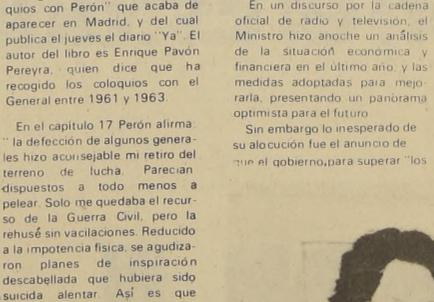 quios con Perón" que acaba de
aparecer en Madrid, y del cual
publica el jueves el diario "Ya". El
autor del libro es Enrique Pavón
Pereyra, quien dice que ha
recogido los coloquios con el
General entre 1961 y 1963.
En el capitulo 17 Perón afirma:
" la defección de algunos genera-
les hizo aconsejable mi retiro del
terreno de lucha. Parecian
dispuestos a todo menos a
pelear. Solo me quedaba el recur-
so de la Guerra Civil, pero la
rehusé sin vacilaciones. Reducido
a la impotencia física, se agudiza-
ron planes de inspiración
descabellada que hubiera sido
suicida alentar. Así es que
En un discurso por la cadena
oficial de radio y televisión, el
Ministro hizo anoche un análisis
de la situación económica y
financiera en el último año, y las
medidas adoptadas para mejo-
rarla, presentando un panorama
optimista para el futuro
Sin embargo lo inesperado de
su alocución fue el anuncio de
que el gobierno,para superar "los